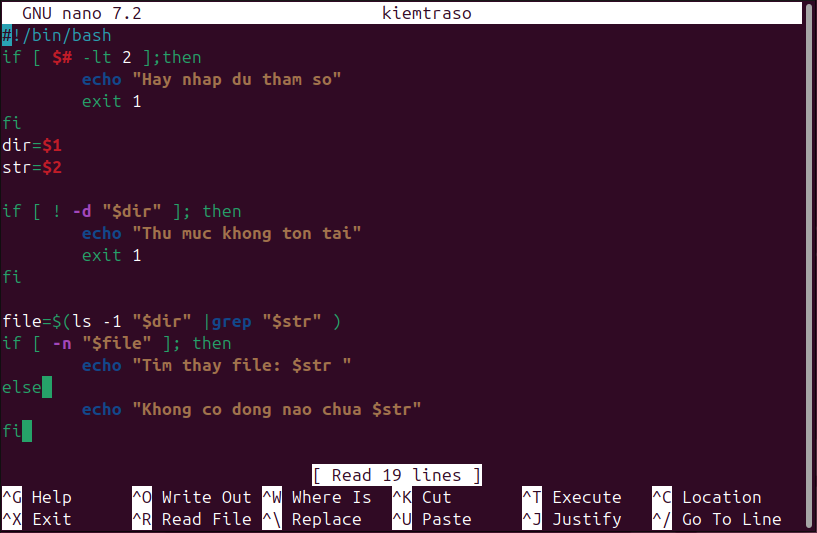 GNU nano 7.2 kiemtraso
#!/bin/bash
if [ $# -lt 2 ];then
        echo "Hay nhap du tham so"
        exit 1
fi
dir=$1
str=$2

if [ ! -d "$dir" ]; then
        echo "Thu muc khong ton tai"
        exit 1
fi

file=$(ls -1 "$dir" |grep "$str" )
if [ -n "$file" ]; then
        echo "Tim thay file: $str "
else
        echo "Khong co dong nao chua $str"
fi
[ Read 19 lines ]
^G Help ^O Write Out ^W Where Is ^K Cut ^T Execute ^C Location
^X Exit ^R Read File ^\ Replace ^U Paste ^J Justify ^/ Go To Line